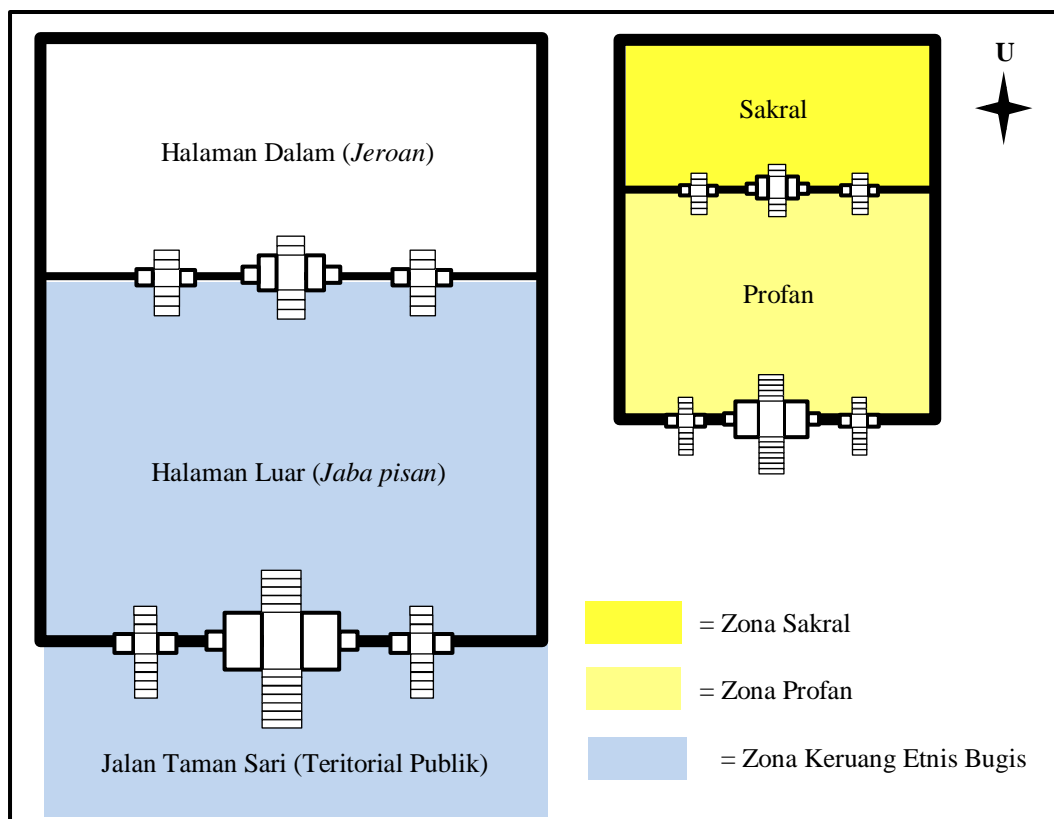 Halaman Dalam (Jeroan)
Halaman Luar (Jaba pisan)
Jalan Taman Sari (Teritorial Publik)
U
Sakral
Profan
= Zona Sakral
= Zona Profan
= Zona Keruang Etnis Bugis